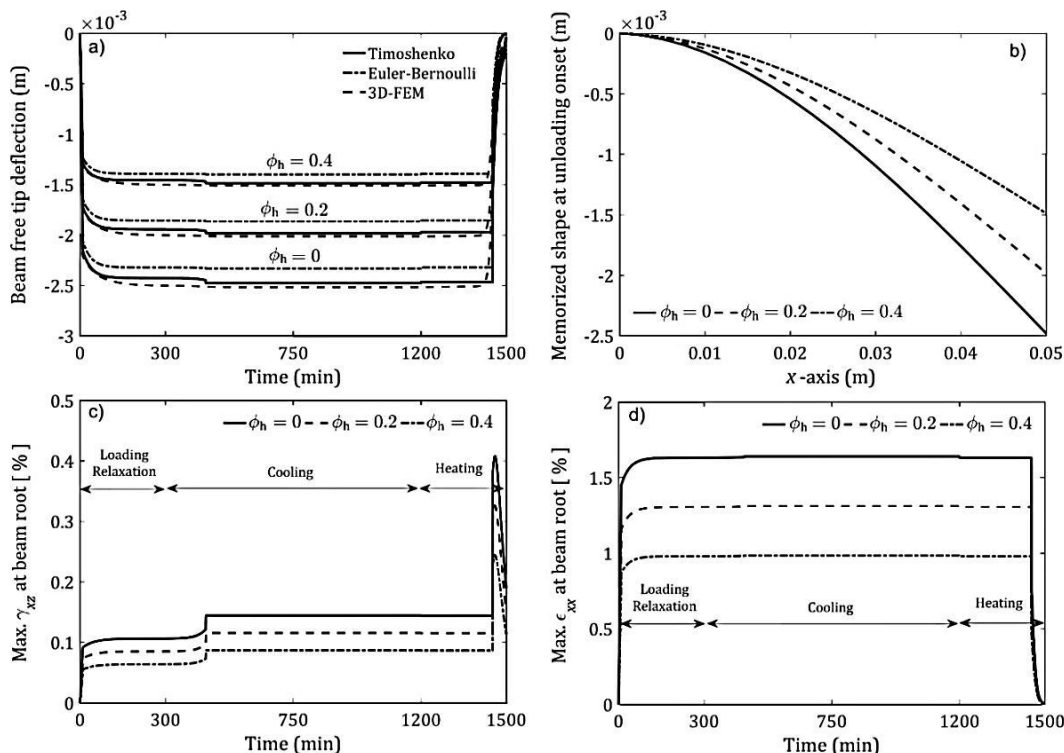 ×10⁻³
a)
Timoshenko
Euler-Bernoulli
3D-FEM
ϕh = 0.4
ϕh = 0.2
ϕh = 0
0
-0.5
-1
-1.5
-2
-2.5
-3
Beam free tip deflection (m)
0 300 750 1200 1500
Time (min)
×10⁻³
b)
0
-0.5
-1
-1.5
-2
-2.5
Memorized shape at unloading onset (m)
ϕh = 0 ϕh = 0.2 ϕh = 0.4
0 0.01 0.02 0.03 0.04 0.05
x -axis (m)
c)
ϕh = 0 ϕh = 0.2 ϕh = 0.4
Loading
Relaxation
Cooling
Heating
0.5
0.4
0.3
0.2
0.1
0
Max. γxz at beam root [ % ]
0 300 750 1200 1500
Time (min)
d)
ϕh = 0 ϕh = 0.2 ϕh = 0.4
2
1.5
1
0.5
0
Max. ϵxx at beam root [ % ]
Loading
Relaxation
Cooling
Heating
0 300 750 1200 1500
Time (min)